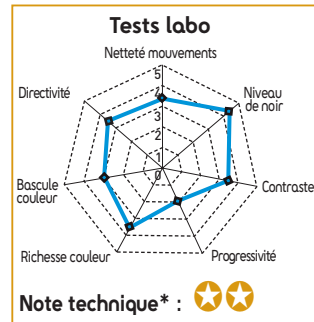 Tests labo
Netteté mouvements
5
4
3
2
1
0
Directivité
Niveau
de noir
Bascule
couleur
Contraste
Richesse couleur
Progressivité
Note technique* :